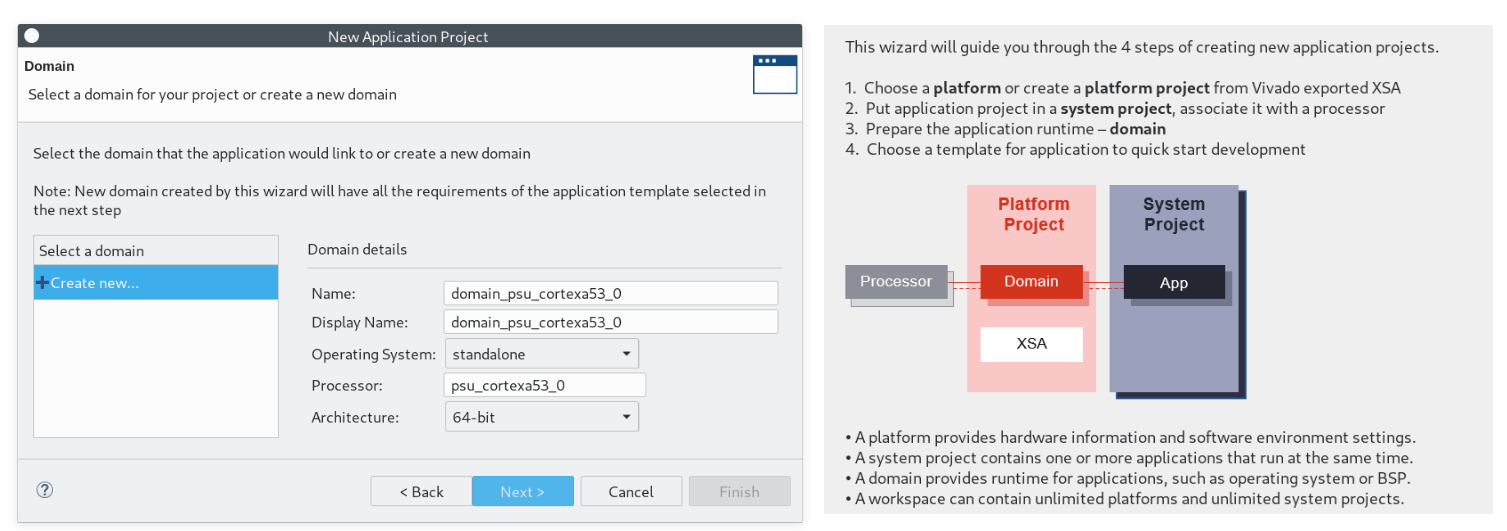 New Application Project
Domain
Select a domain for your project or create a new domain
Select the domain that the application would link to or create a new domain
Note: New domain created by this wizard will have all the requirements of the application template selected in
the next step
Select a domain
Create new...
Domain details
Name: domain_psu_cortexa53_0
Display Name: domain_psu_cortexa53_0
Operating System: standalone
Processor: psu_cortexa53_0
Architecture: 64-bit
< Back Next > Cancel Finish
This wizard will guide you through the 4 steps of creating new application projects.
1. Choose a platform or create a platform project from Vivado exported XSA
2. Put application project in a system project, associate it with a processor
3. Prepare the application runtime – domain
4. Choose a template for application to quick start development
Platform
Project
System
Project
Processor
Domain
App
XSA
• A platform provides hardware information and software environment settings.
• A system project contains one or more applications that run at the same time.
• A domain provides runtime for applications, such as operating system or BSP.
• A workspace can contain unlimited platforms and unlimited system projects.